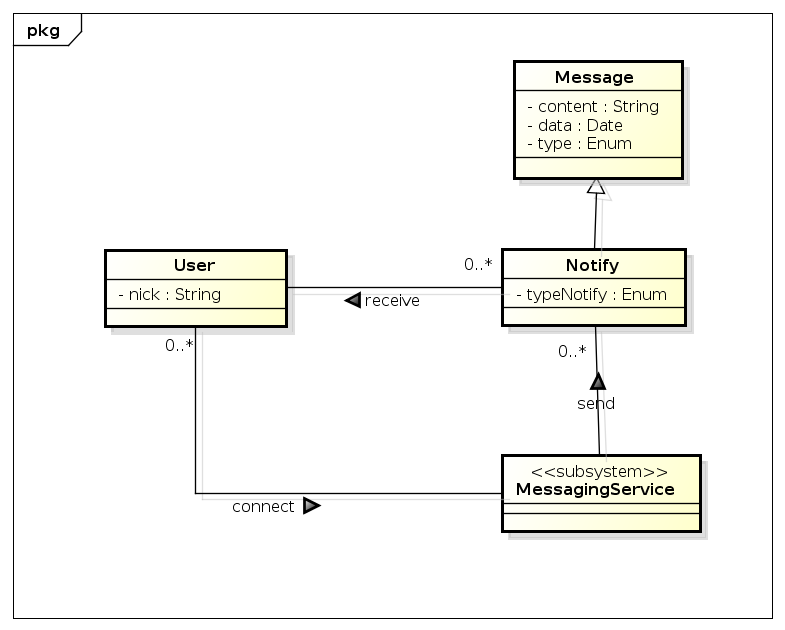 pkg
Message
- content : String
- data : Date
- type : Enum
User
- nick : String
0..*
Notify
- typeNotify : Enum
receive
0..*
0..*
send
<<subsystem>>
MessagingService
connect